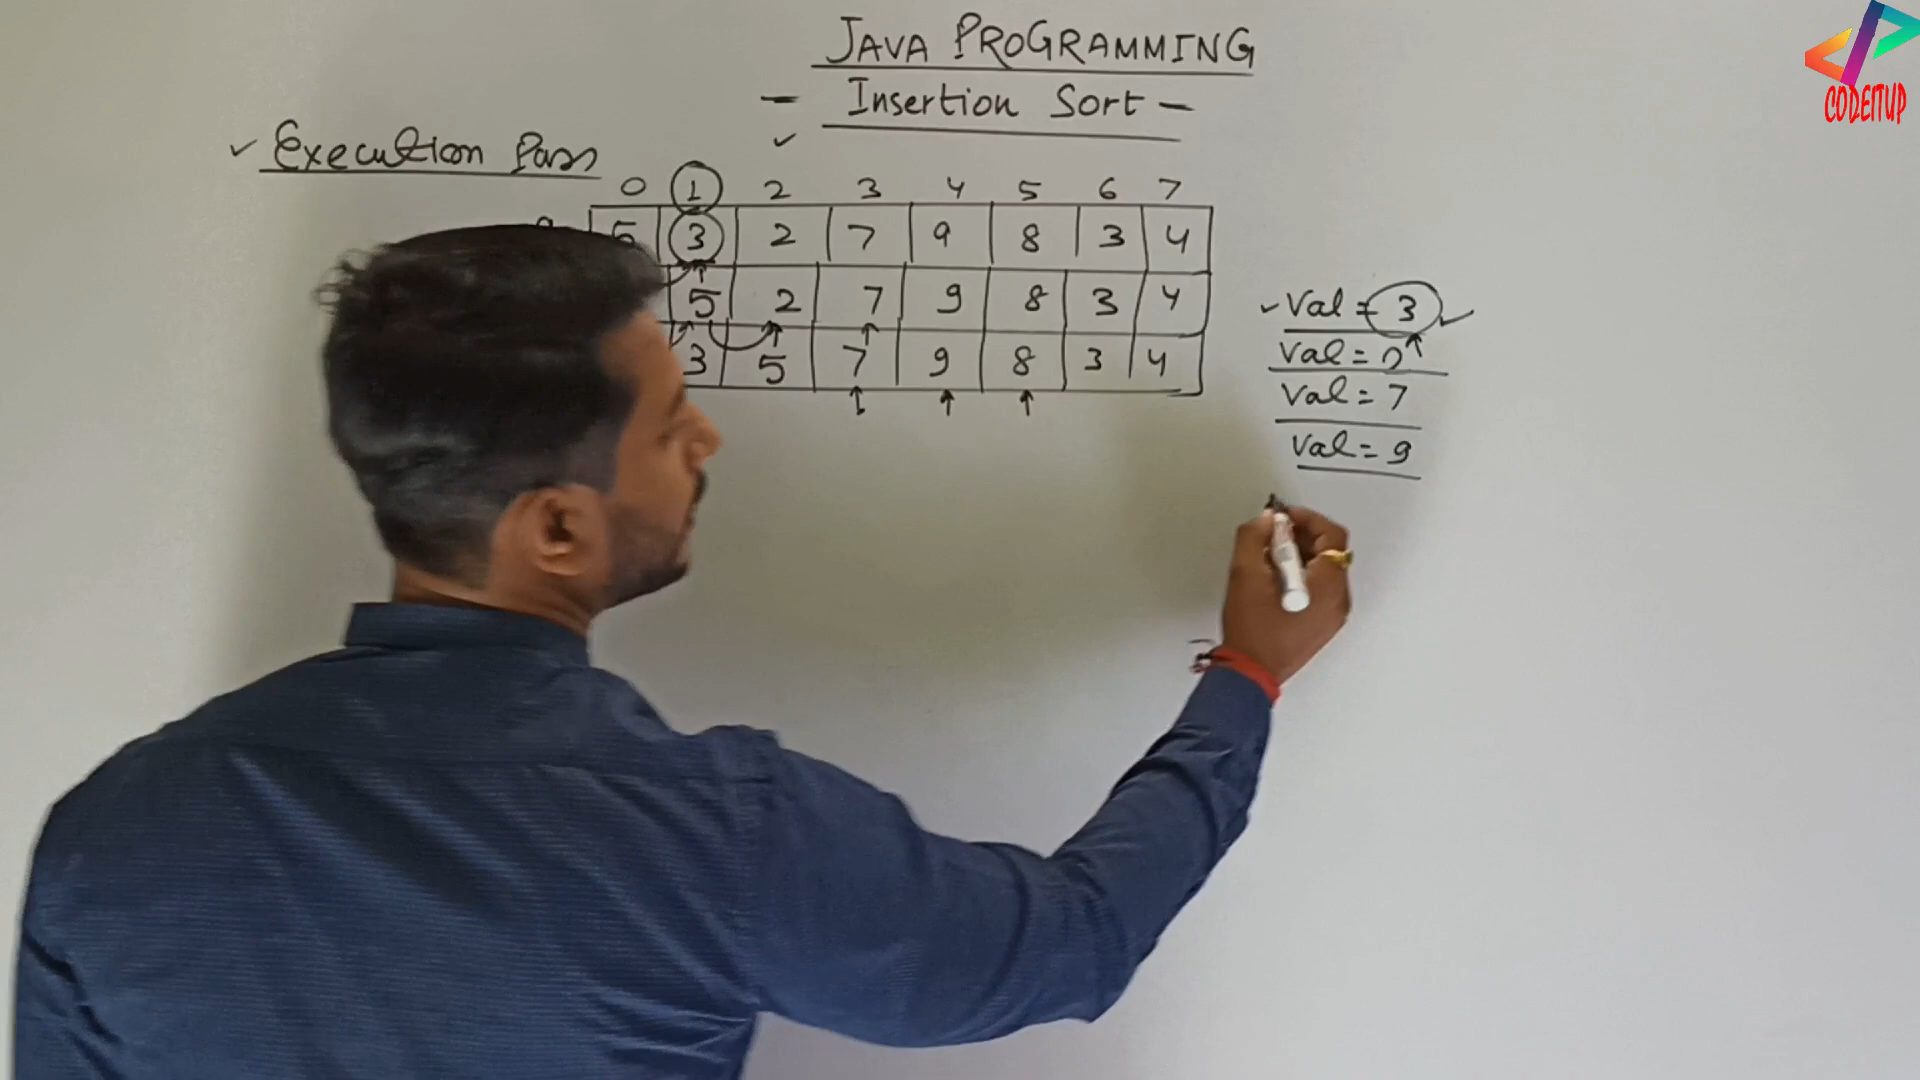 JAVA PROGRAMMING
- Insertion Sort -
✓ Execution Pass ✓
0 1 2 3 4 5 6 7
5 3 2 7 9 8 3 4
5 2 7 9 8 3 4
3 5 7 9 8 3 4
✓ Val = 3 ✓
Val =
Val = 7
Val = 9
CODEITUP